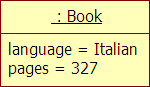 : Book
language = Italian
pages = 327